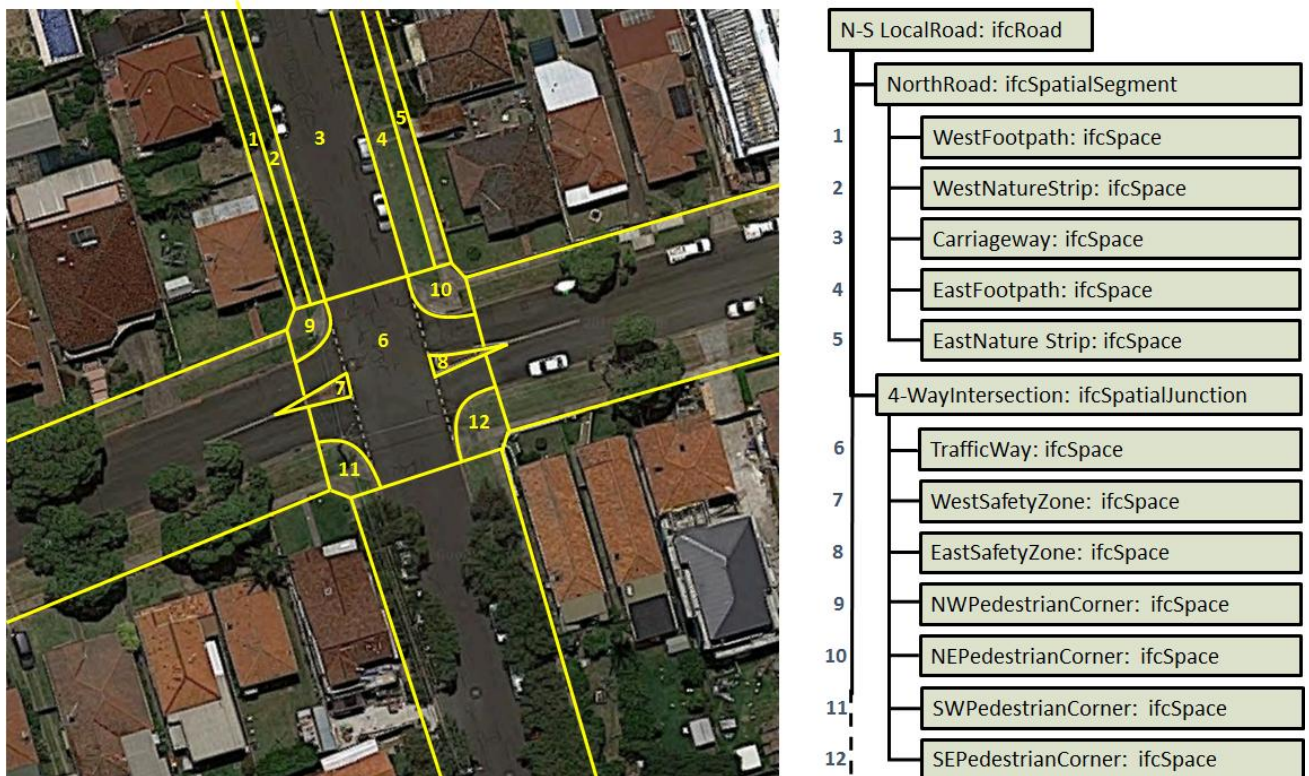 1
2
3
4
5
6
7
8
9
10
11
12
N-S LocalRoad: ifcRoad
NorthRoad: ifcSpatialSegment
1 WestFootpath: ifcSpace
2 WestNatureStrip: ifcSpace
3 Carriageway: ifcSpace
4 EastFootpath: ifcSpace
5 EastNature Strip: ifcSpace
4-WayIntersection: ifcSpatialJunction
6 TrafficWay: ifcSpace
7 WestSafetyZone: ifcSpace
8 EastSafetyZone: ifcSpace
9 NWPedestrianCorner: ifcSpace
10 NEPedestrianCorner: ifcSpace
11 SWPedestrianCorner: ifcSpace
12 SEPedestrianCorner: ifcSpace